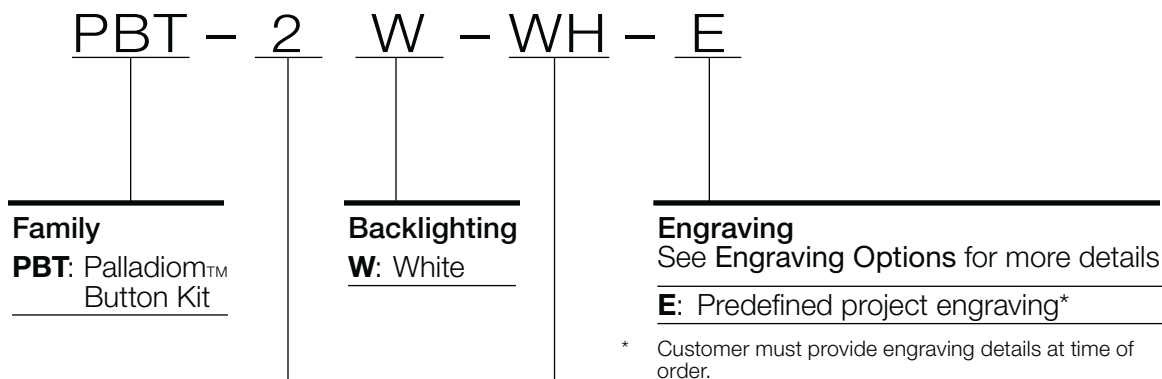 PBT – 2 W – WH – E
Family
PBT: Palladiom™
Button Kit
Backlighting
W: White
Engraving
See Engraving Options for more details
E: Predefined project engraving*
* Customer must provide engraving details at time of
order.